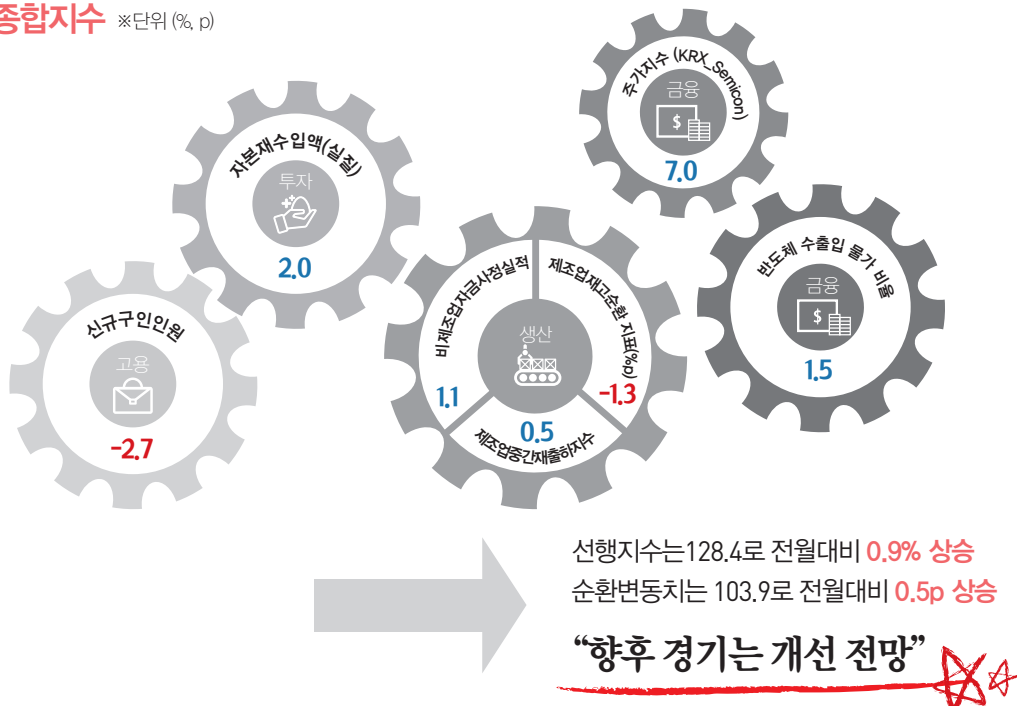 종합지수 ※단위 (%, p)
주가지수 (KRX_Semicon)
금융
$
7.0
자본재수입액(실질)
투자
2.0
반도체 수출입 물가 비율
금융
$
1.5
비제조업자금사정실적
1.1
제조업재고순환 지표(%p)
-1.3
생산
0.5
제조업중간재출하지수
신규구인인원
고용
-2.7
선행지수는128.4로 전월대비 0.9% 상승
순환변동치는 103.9로 전월대비 0.5p 상승
“향후 경기는 개선 전망”